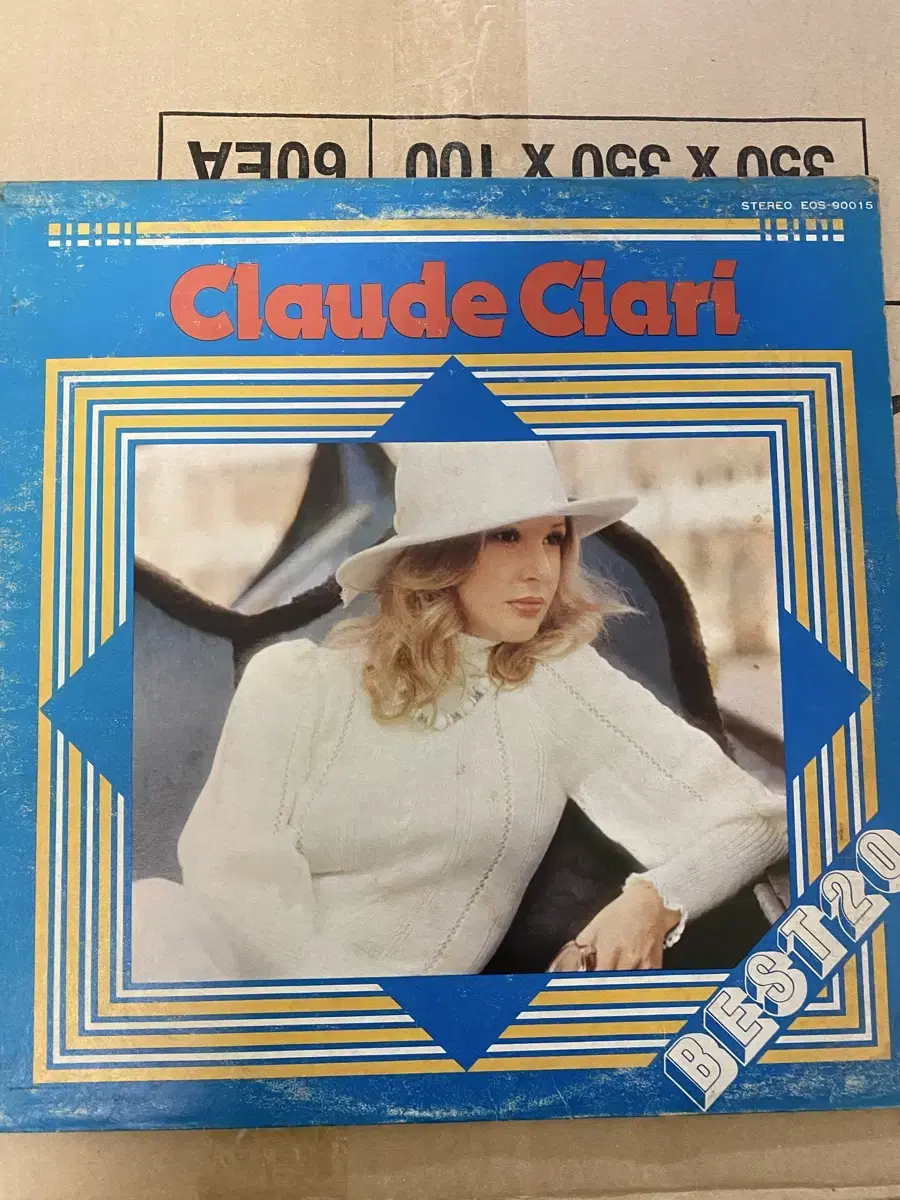 60EA
350 X 350 X 100
STEREO EOS-90015
Claude Ciari
BEST20